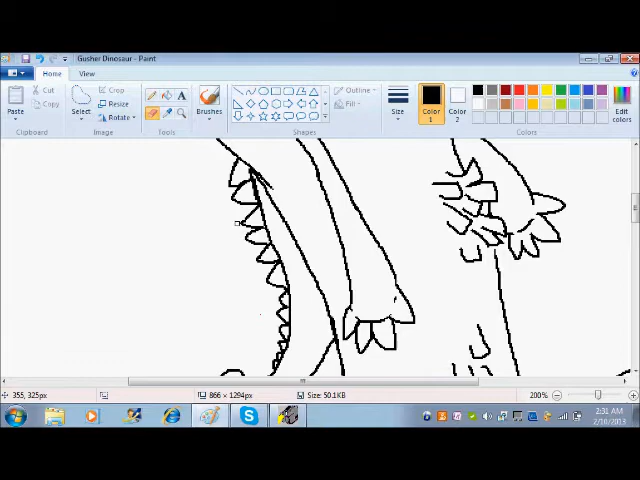 Gusher Dinosaur - Paint
Home View
Paste
Cut
Copy
Clipboard
Select
Crop
Resize
Rotate
Image
A
Tools
Brushes
Outline
Fill
Shapes
Size
Color 1
Color 2
Colors
Edit colors
355, 325px
866 × 1294px
Size: 50.1KB
200%
2:31 AM
2/10/2013